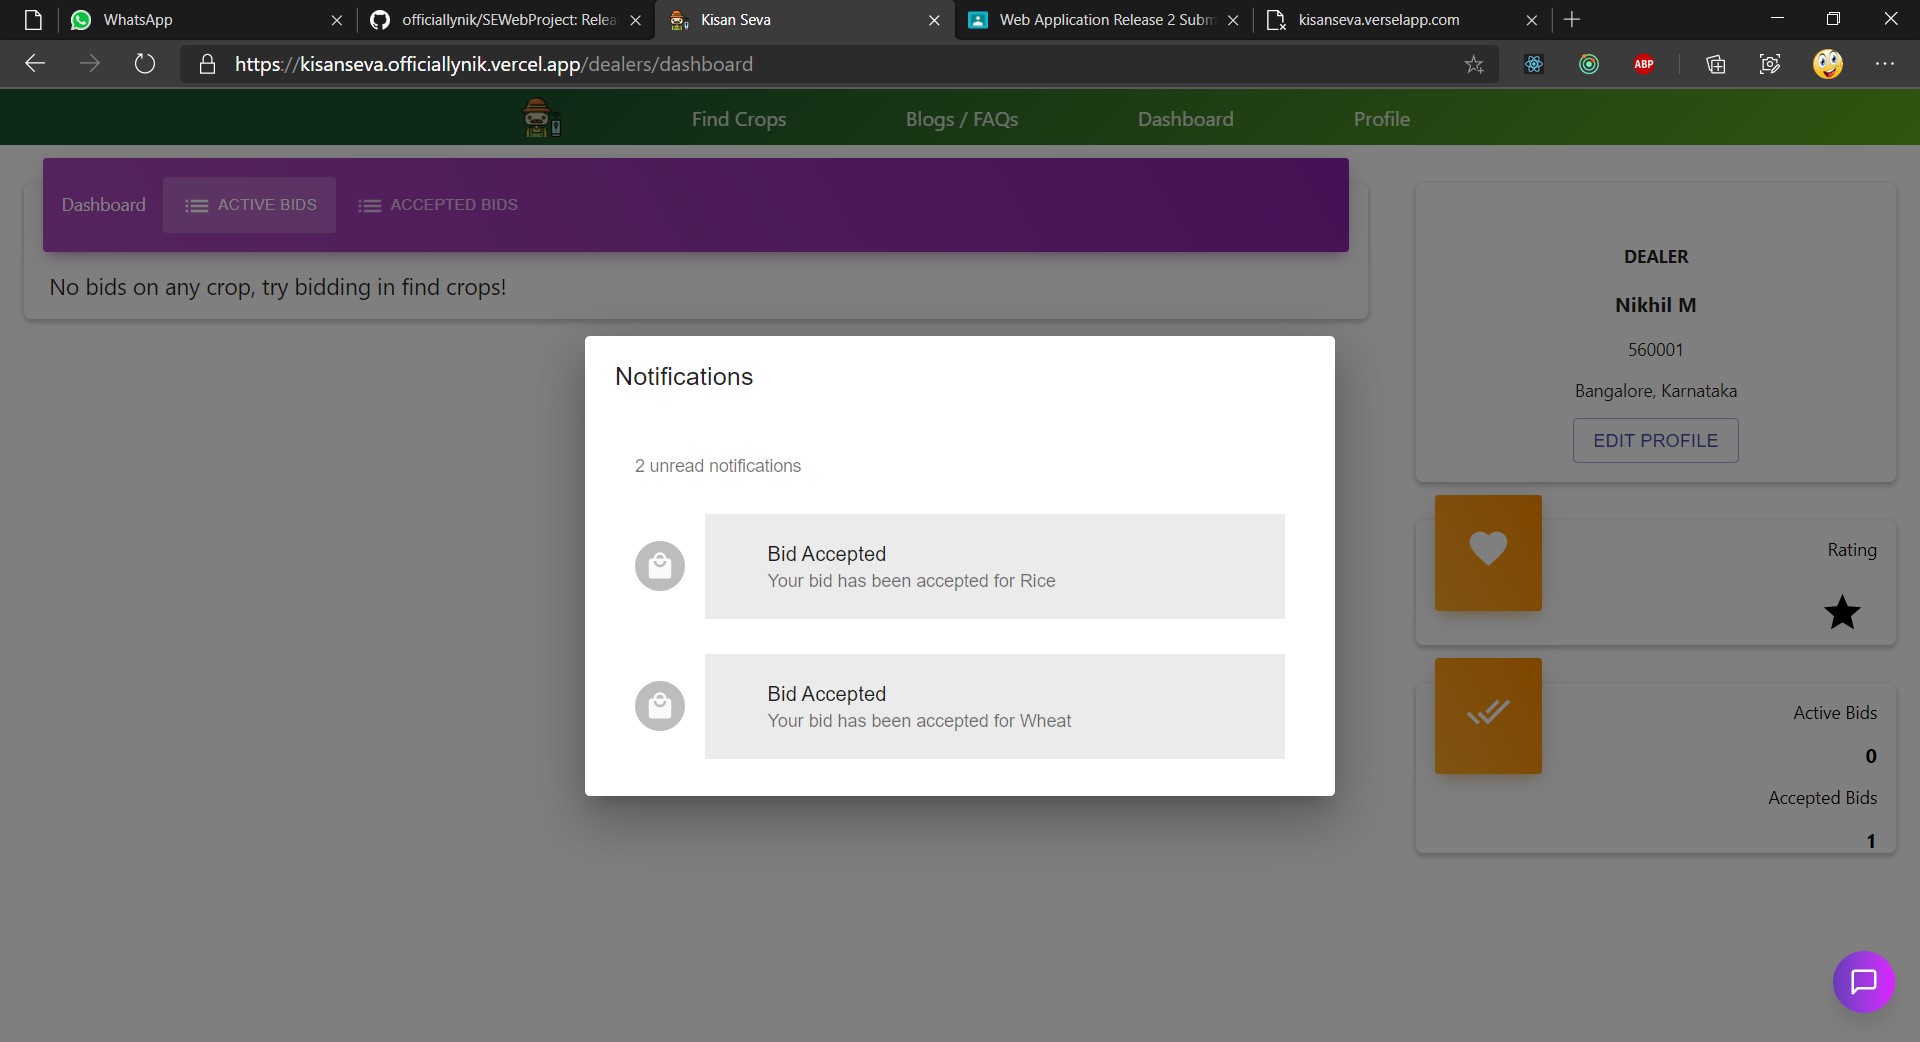 WhatsApp
officiallynik/SEWebProject: Relea
Kisan Seva
Web Application Release 2 Subm
kisanseva.verselapp.com
https://kisanseva.officiallynik.vercel.app/dealers/dashboard
ABP
Find Crops
Blogs / FAQs
Dashboard
Profile
Dashboard
ACTIVE BIDS
ACCEPTED BIDS
No bids on any crop, try bidding in find crops!
Notifications
2 unread notifications
Bid Accepted
Your bid has been accepted for Rice
Bid Accepted
Your bid has been accepted for Wheat
DEALER
Nikhil M
560001
Bangalore, Karnataka
EDIT PROFILE
Rating
Active Bids
0
Accepted Bids
1